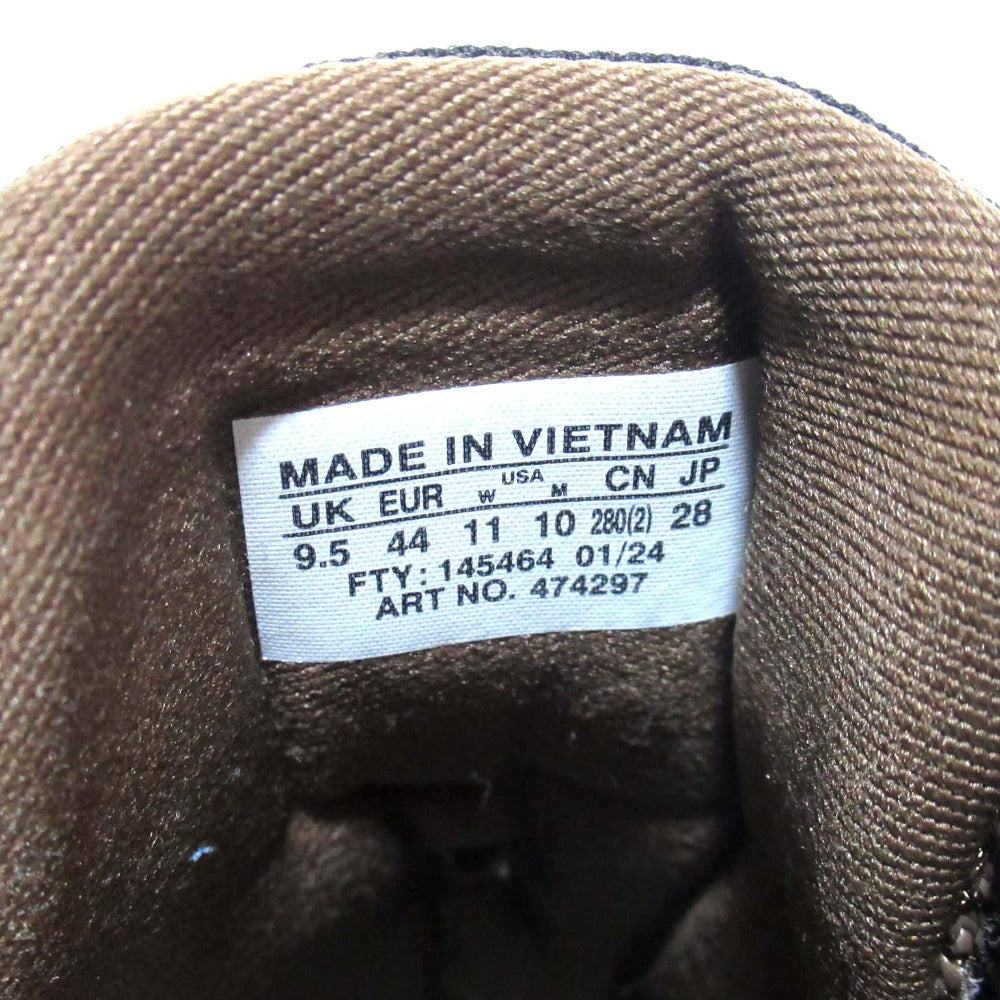 MADE IN VIETNAM
UK EUR USA CN JP
W M
9.5 44 11 10 280(2) 28
FTY: 145464 01/24
ART NO. 474297